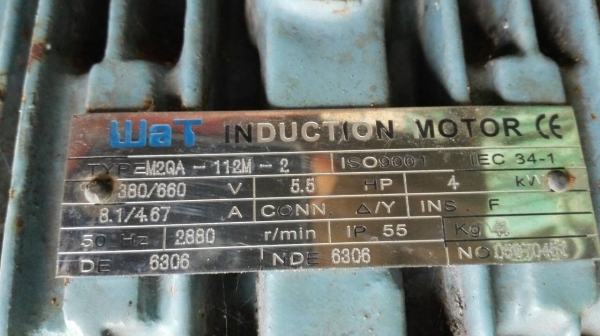 WaT INDUCTION MOTOR CE
TYPE M2QA-112M-2 ISO9001 IEC 34-1
380/660 V 5.5 HP 4 kW
8.1/4.67 A CONN. Δ/Y INS. F
50 Hz 2880 r/min IP 55 Kg
DE 6306 NDE 6306 NO